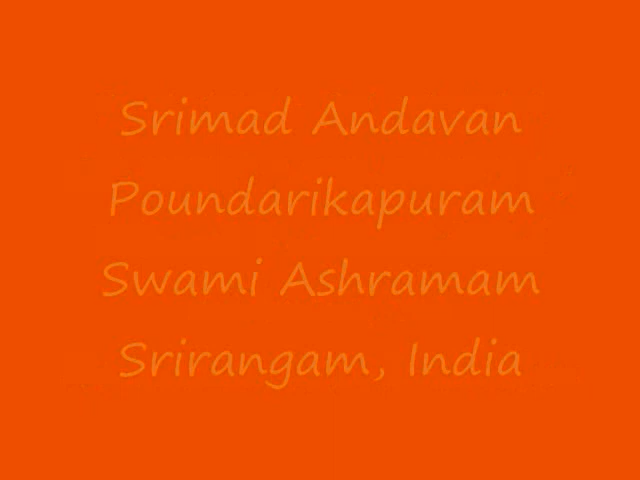 Srimad Andavan
Poundarikapuram
Swami Ashramam
Srirangam, India